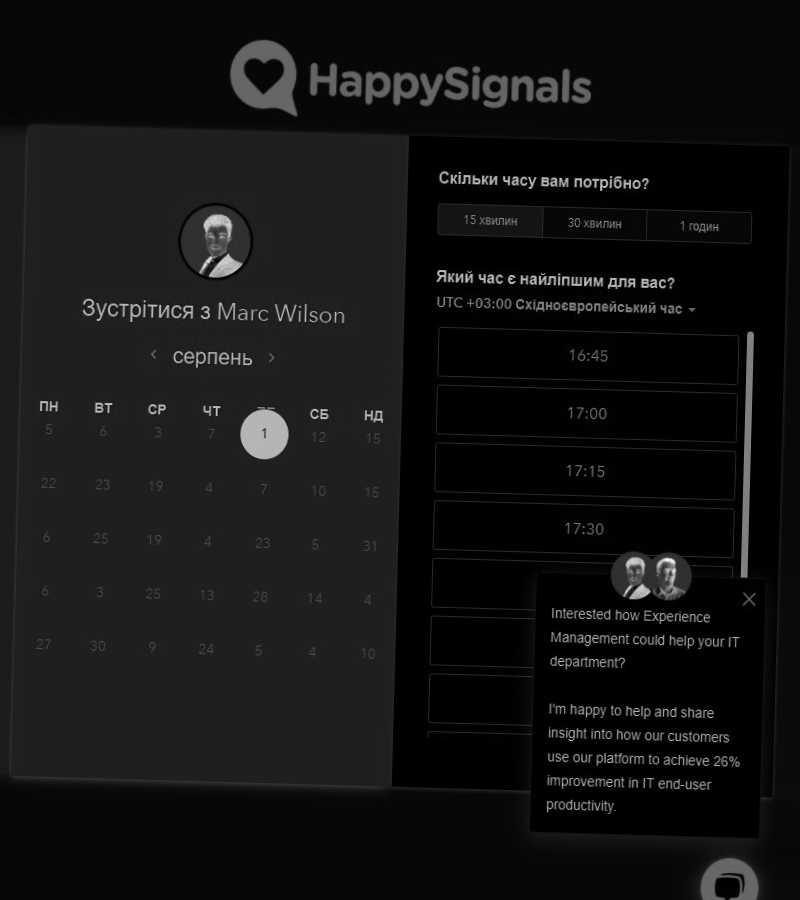 HappySignals
Зустрітися з Marc Wilson
серпень
ПН ВТ СР ЧТ СБ НД
5 6 3 7 1 12 15
22 23 19 4 7 10 15
6 25 19 4 23 5 31
6 3 25 13 28 14 4
27 30 9 24 5 4 10
Скільки часу вам потрібно?
15 хвилин 30 хвилин 1 годин
Який час є найліпшим для вас?
UTC +03:00 Східноєвропейський час
16:45
17:00
17:15
17:30
Interested how Experience
Management could help your IT
department?
I'm happy to help and share
insight into how our customers
use our platform to achieve 26%
improvement in IT end-user
productivity.